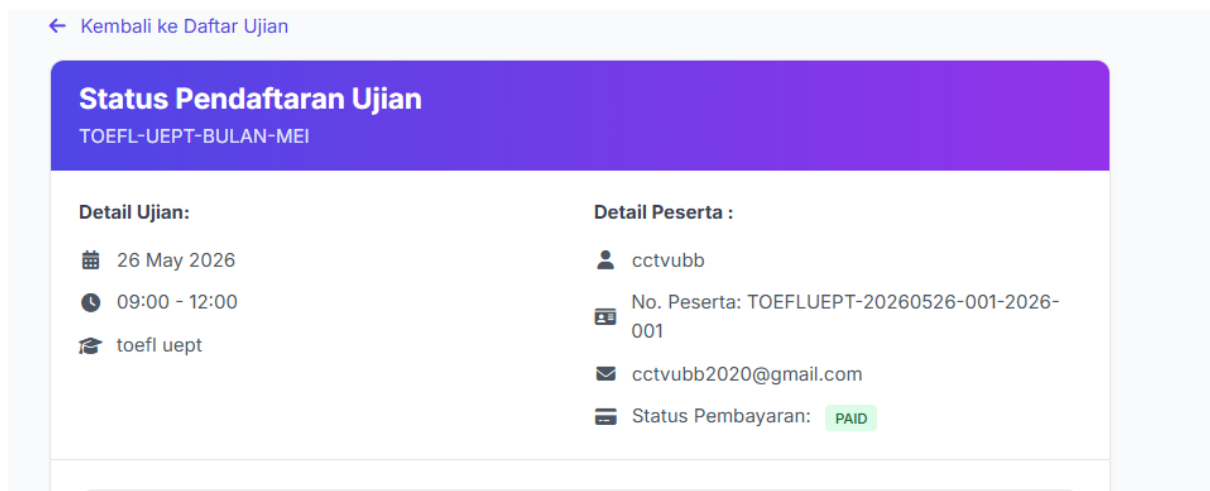 ← Kembali ke Daftar Ujian
Status Pendaftaran Ujian
TOEFL-UEPT-BULAN-MEI
Detail Ujian:
26 May 2026
09:00 - 12:00
toefl uept
Detail Peserta :
cctvubb
No. Peserta: TOEFLUEPT-20260526-001-2026-
001
cctvubb2020@gmail.com
Status Pembayaran: PAID